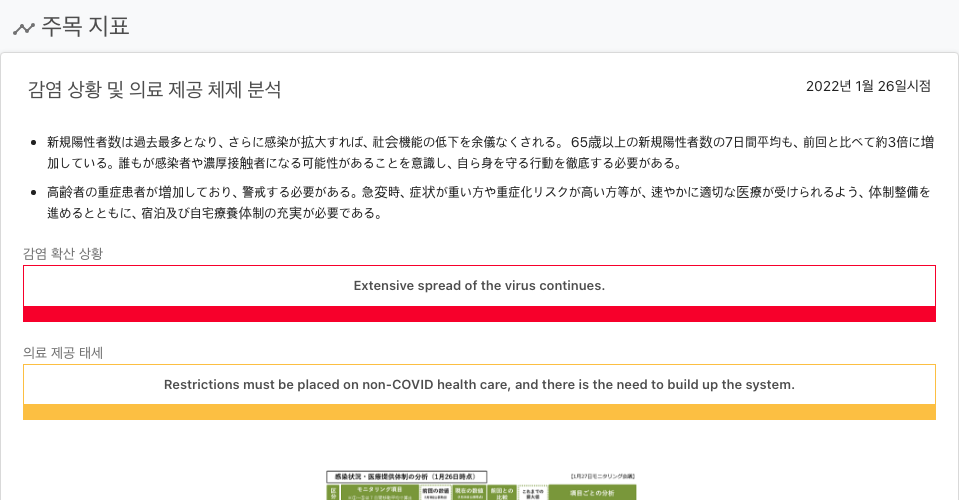 주목 지표
감염 상황 및 의료 제공 체제 분석
2022년 1월 26일시점
新規陽性者数は過去最多となり、さらに感染が拡大すれば、社会機能の低下を余儀なくされる。 65歳以上の新規陽性者数の7日間平均も、前回と比べて約3倍に増
加している。誰もが感染者や濃厚接触者になる可能性があることを意識し、自ら身を守る行動を徹底する必要がある。
高齢者の重症患者が増加しており、警戒する必要がある。急変時、症状が重い方や重症化リスクが高い方等が、速やかに適切な医療が受けられるよう、体制整備を
進めるとともに、宿泊及び自宅療養体制の充実が必要である。
감염 확산 상황
Extensive spread of the virus continues.
의료 제공 태세
Restrictions must be placed on non-COVID health care, and there is the need to build up the system.
感染状況・医療提供体制の分析（1月26日時点）
【1月27日モニタリング会議】
区分
モニタリング項目
前回の数値
現在の数値
前回との
比較
これまでの
最大値
項目ごとの分析